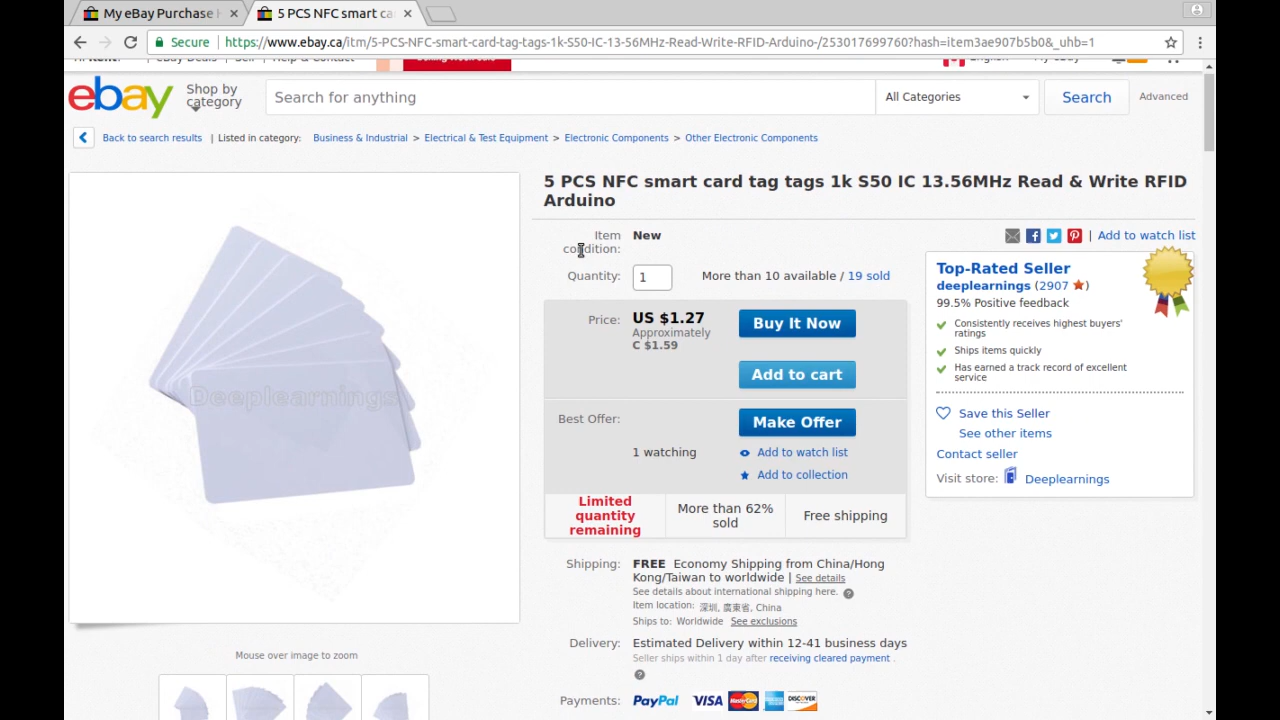 My eBay Purchase H
5 PCS NFC smart ca
Secure
https://www.ebay.ca/itm/5-PCS-NFC-smart-card-tag-tags-1k-S50-IC-13-56MHz-Read-Write-RFID-Arduino-/253017699760?hash=item3ae907b5b0&_uhb=1
ebay
Shop by category
Search for anything
All Categories
Search
Advanced
Back to search results | Listed in category: Business & Industrial > Electrical & Test Equipment > Electronic Components > Other Electronic Components
5 PCS NFC smart card tag tags 1k S50 IC 13.56MHz Read & Write RFID
Arduino
Item condition: New
| Add to watch list
Quantity: 1 More than 10 available / 19 sold
Price: US $1.27
Approximately
C $1.59
Buy It Now
Add to cart
Best Offer:
Make Offer
1 watching
Add to watch list
Add to collection
Limited quantity remaining
More than 62% sold
Free shipping
Top-Rated Seller
deeplearnings (2907 )
99.5% Positive feedback
Consistently receives highest buyers' ratings
Ships items quickly
Has earned a track record of excellent service
Save this Seller
See other items
Contact seller
Visit store: Deeplearnings
Deeplearnings
Shipping: FREE Economy Shipping from China/Hong
Kong/Taiwan to worldwide | See details
See details about international shipping here. ?
Item location: 深圳, 廣東省, China
Ships to: Worldwide See exclusions
Delivery: Estimated Delivery within 12-41 business days
Seller ships within 1 day after receiving cleared payment .
?
Payments: PayPal VISA MasterCard DISCOVER
Mouse over image to zoom